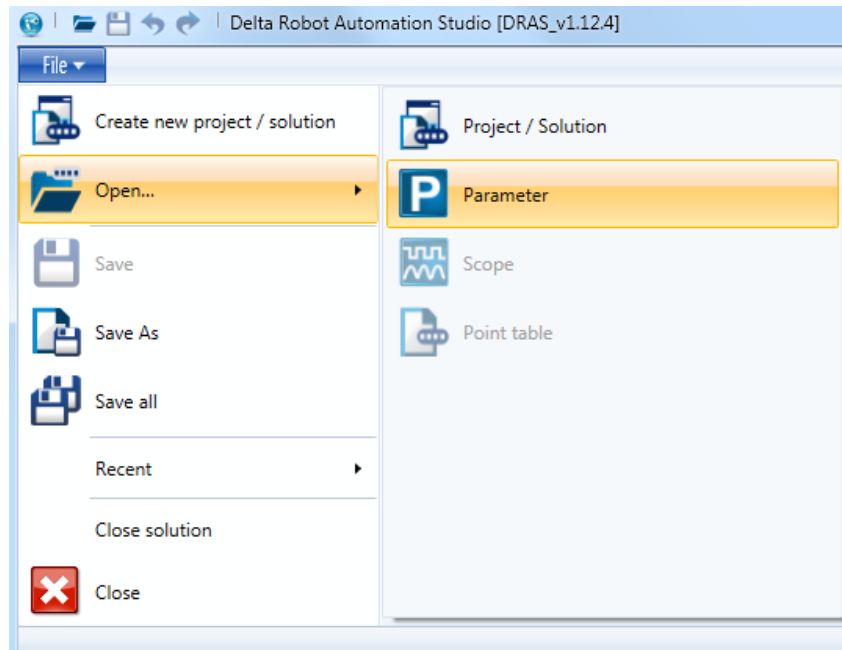 Delta Robot Automation Studio [DRAS_v1.12.4]
File
Create new project / solution
Open...
Save
Save As
Save all
Recent
Close solution
Close
Project / Solution
P Parameter
Scope
Point table